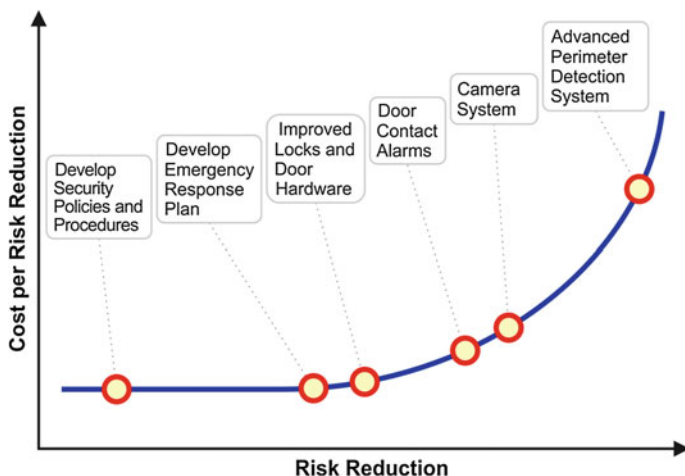 Develop
Security
Policies and
Procedures
Develop
Emergency
Response
Plan
Improved
Locks and
Door
Hardware
Door
Contact
Alarms
Camera
System
Advanced
Perimeter
Detection
System
Cost per Risk Reduction
Risk Reduction